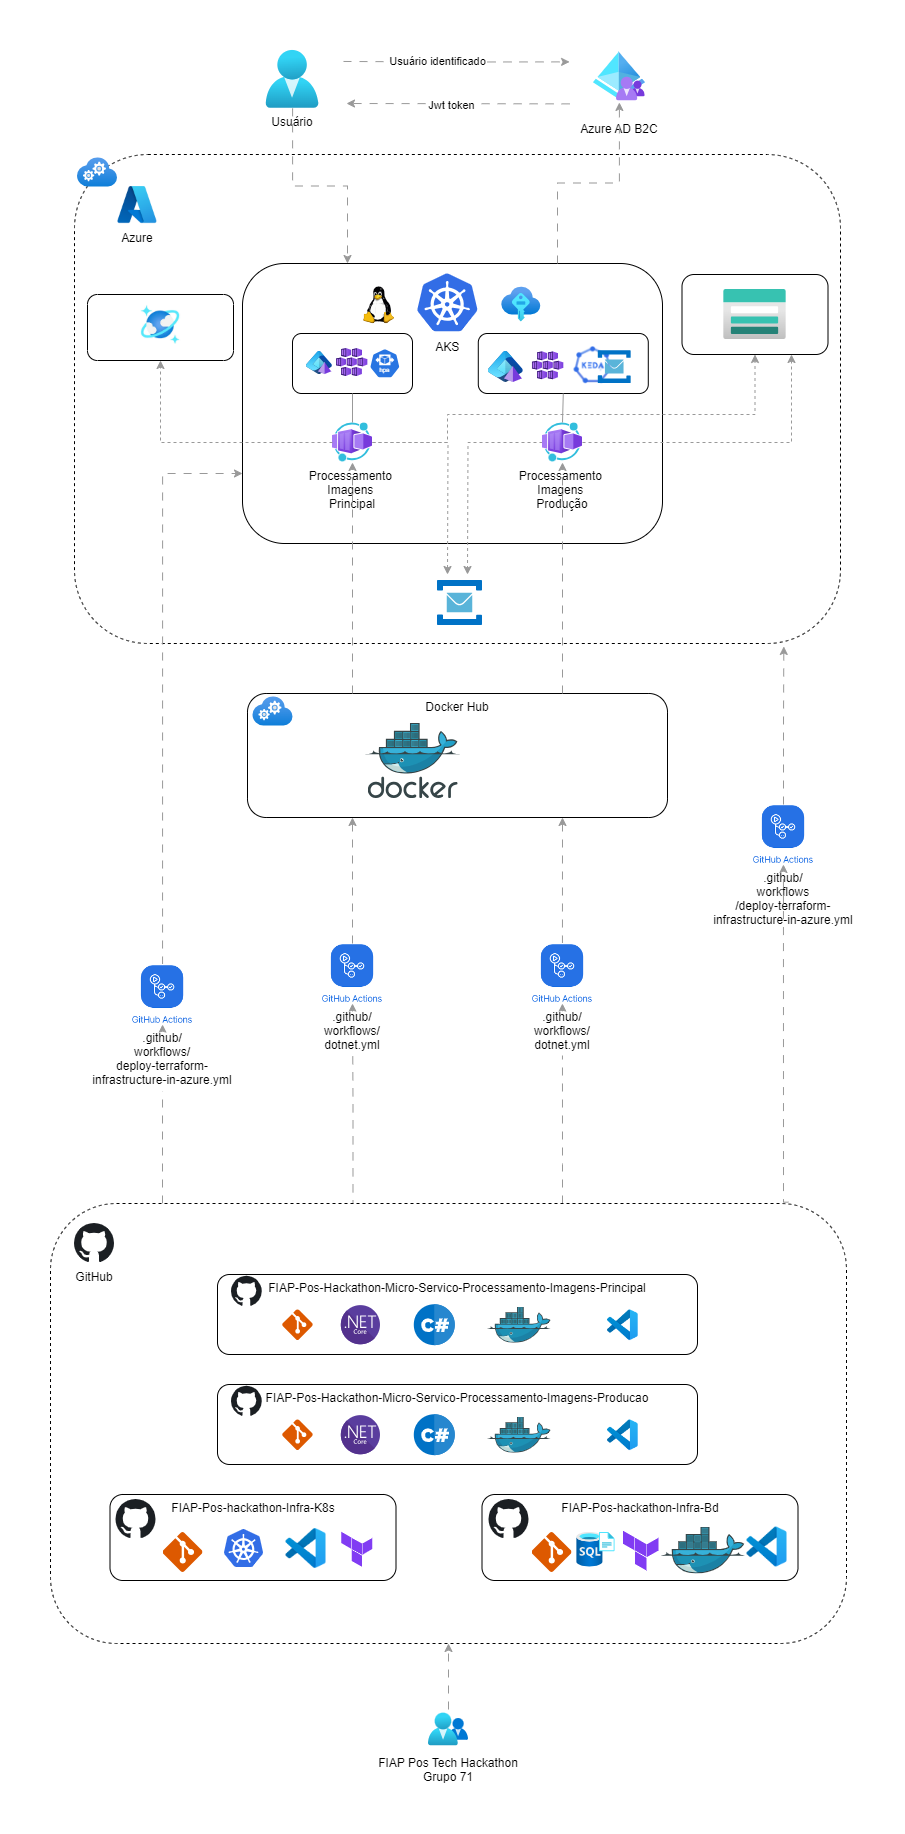 Usuário identificado
Jwt token
Usuário
Azure AD B2C
Azure
AKS
hpa
KEDA
Processamento
Imagens
Principal
Processamento
Imagens
Produção
Docker Hub
docker
GitHub Actions
.github/
workflows
/deploy-terraform-
infrastructure-in-azure.yml
GitHub Actions
.github/
workflows/
deploy-terraform-
infrastructure-in-azure.yml
GitHub Actions
.github/
workflows/
dotnet.yml
GitHub Actions
.github/
workflows/
dotnet.yml
GitHub
FIAP-Pos-Hackathon-Micro-Servico-Processamento-Imagens-Principal
.NET
Core
C#
FIAP-Pos-Hackathon-Micro-Servico-Processamento-Imagens-Producao
.NET
Core
C#
FIAP-Pos-hackathon-Infra-K8s
FIAP-Pos-hackathon-Infra-Bd
SQL
FIAP Pos Tech Hackathon
Grupo 71